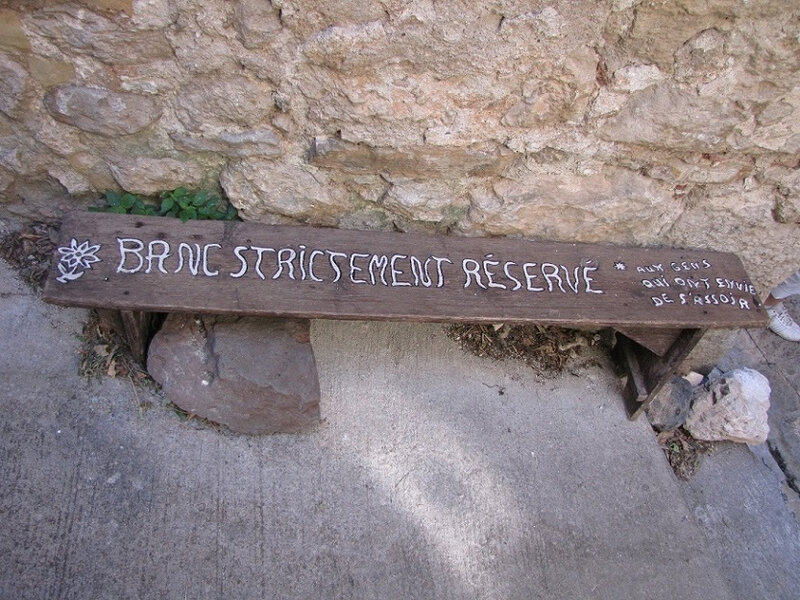 BANC STRICTEMENT RÉSERVÉ *
AUX GENS
QUI ONT ENVIE
DE S'ASSOIR